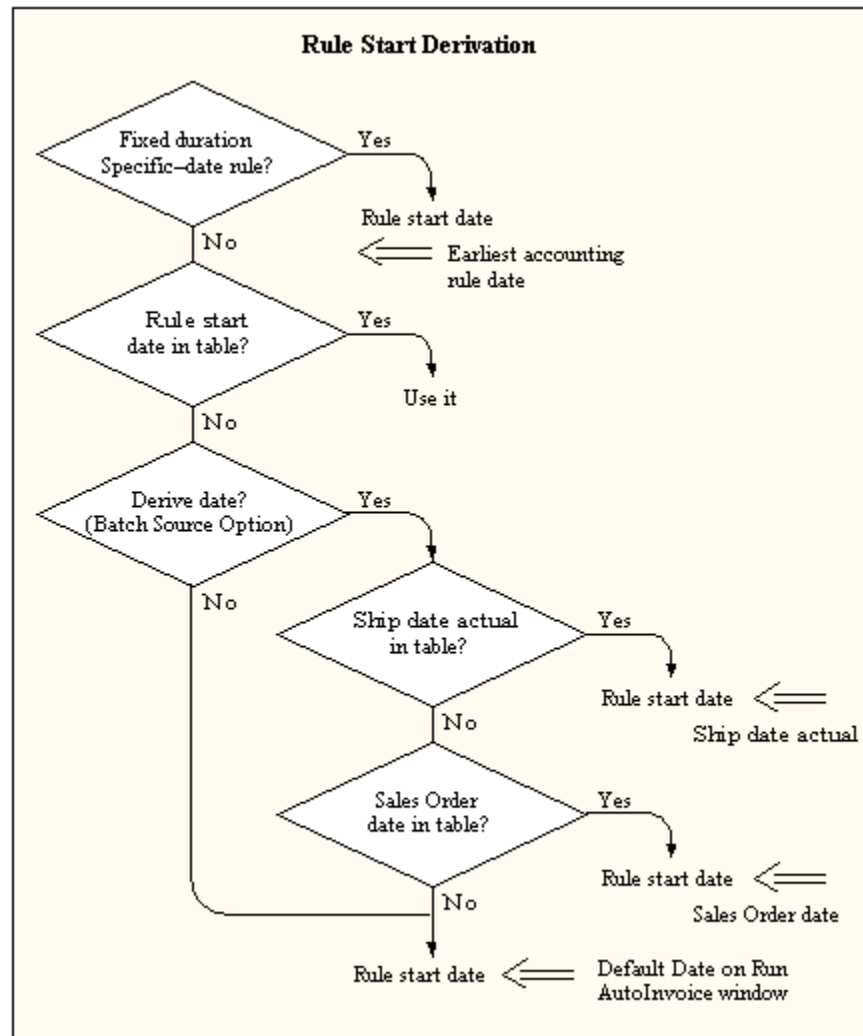 Rule Start Derivation
Fixed duration
Specific–date rule?
Yes
Rule start date
Earliest accounting
rule date
No
Rule start
date in table?
Yes
Use it
No
Derive date?
(Batch Source Option)
Yes
No
Ship date actual
in table?
Yes
Rule start date
Ship date actual
No
Sales Order
date in table?
Yes
Rule start date
Sales Order date
No
Rule start date
Default Date on Run
AutoInvoice window